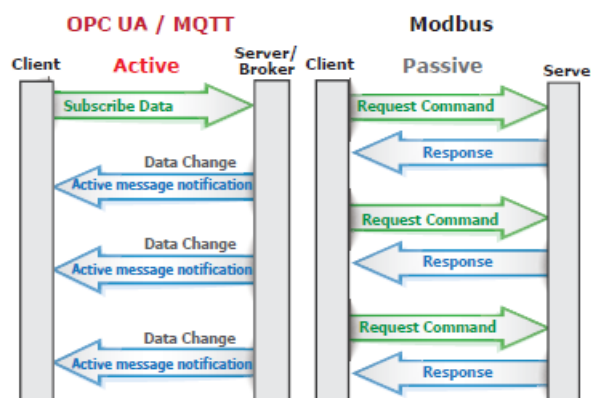 OPC UA / MQTT
Client
Active
Server/
Broker
Subscribe Data
Data Change
Active message notification
Data Change
Active message notification
Data Change
Active message notification
Modbus
Client
Passive
Serve
Request Command
Response
Request Command
Response
Request Command
Response